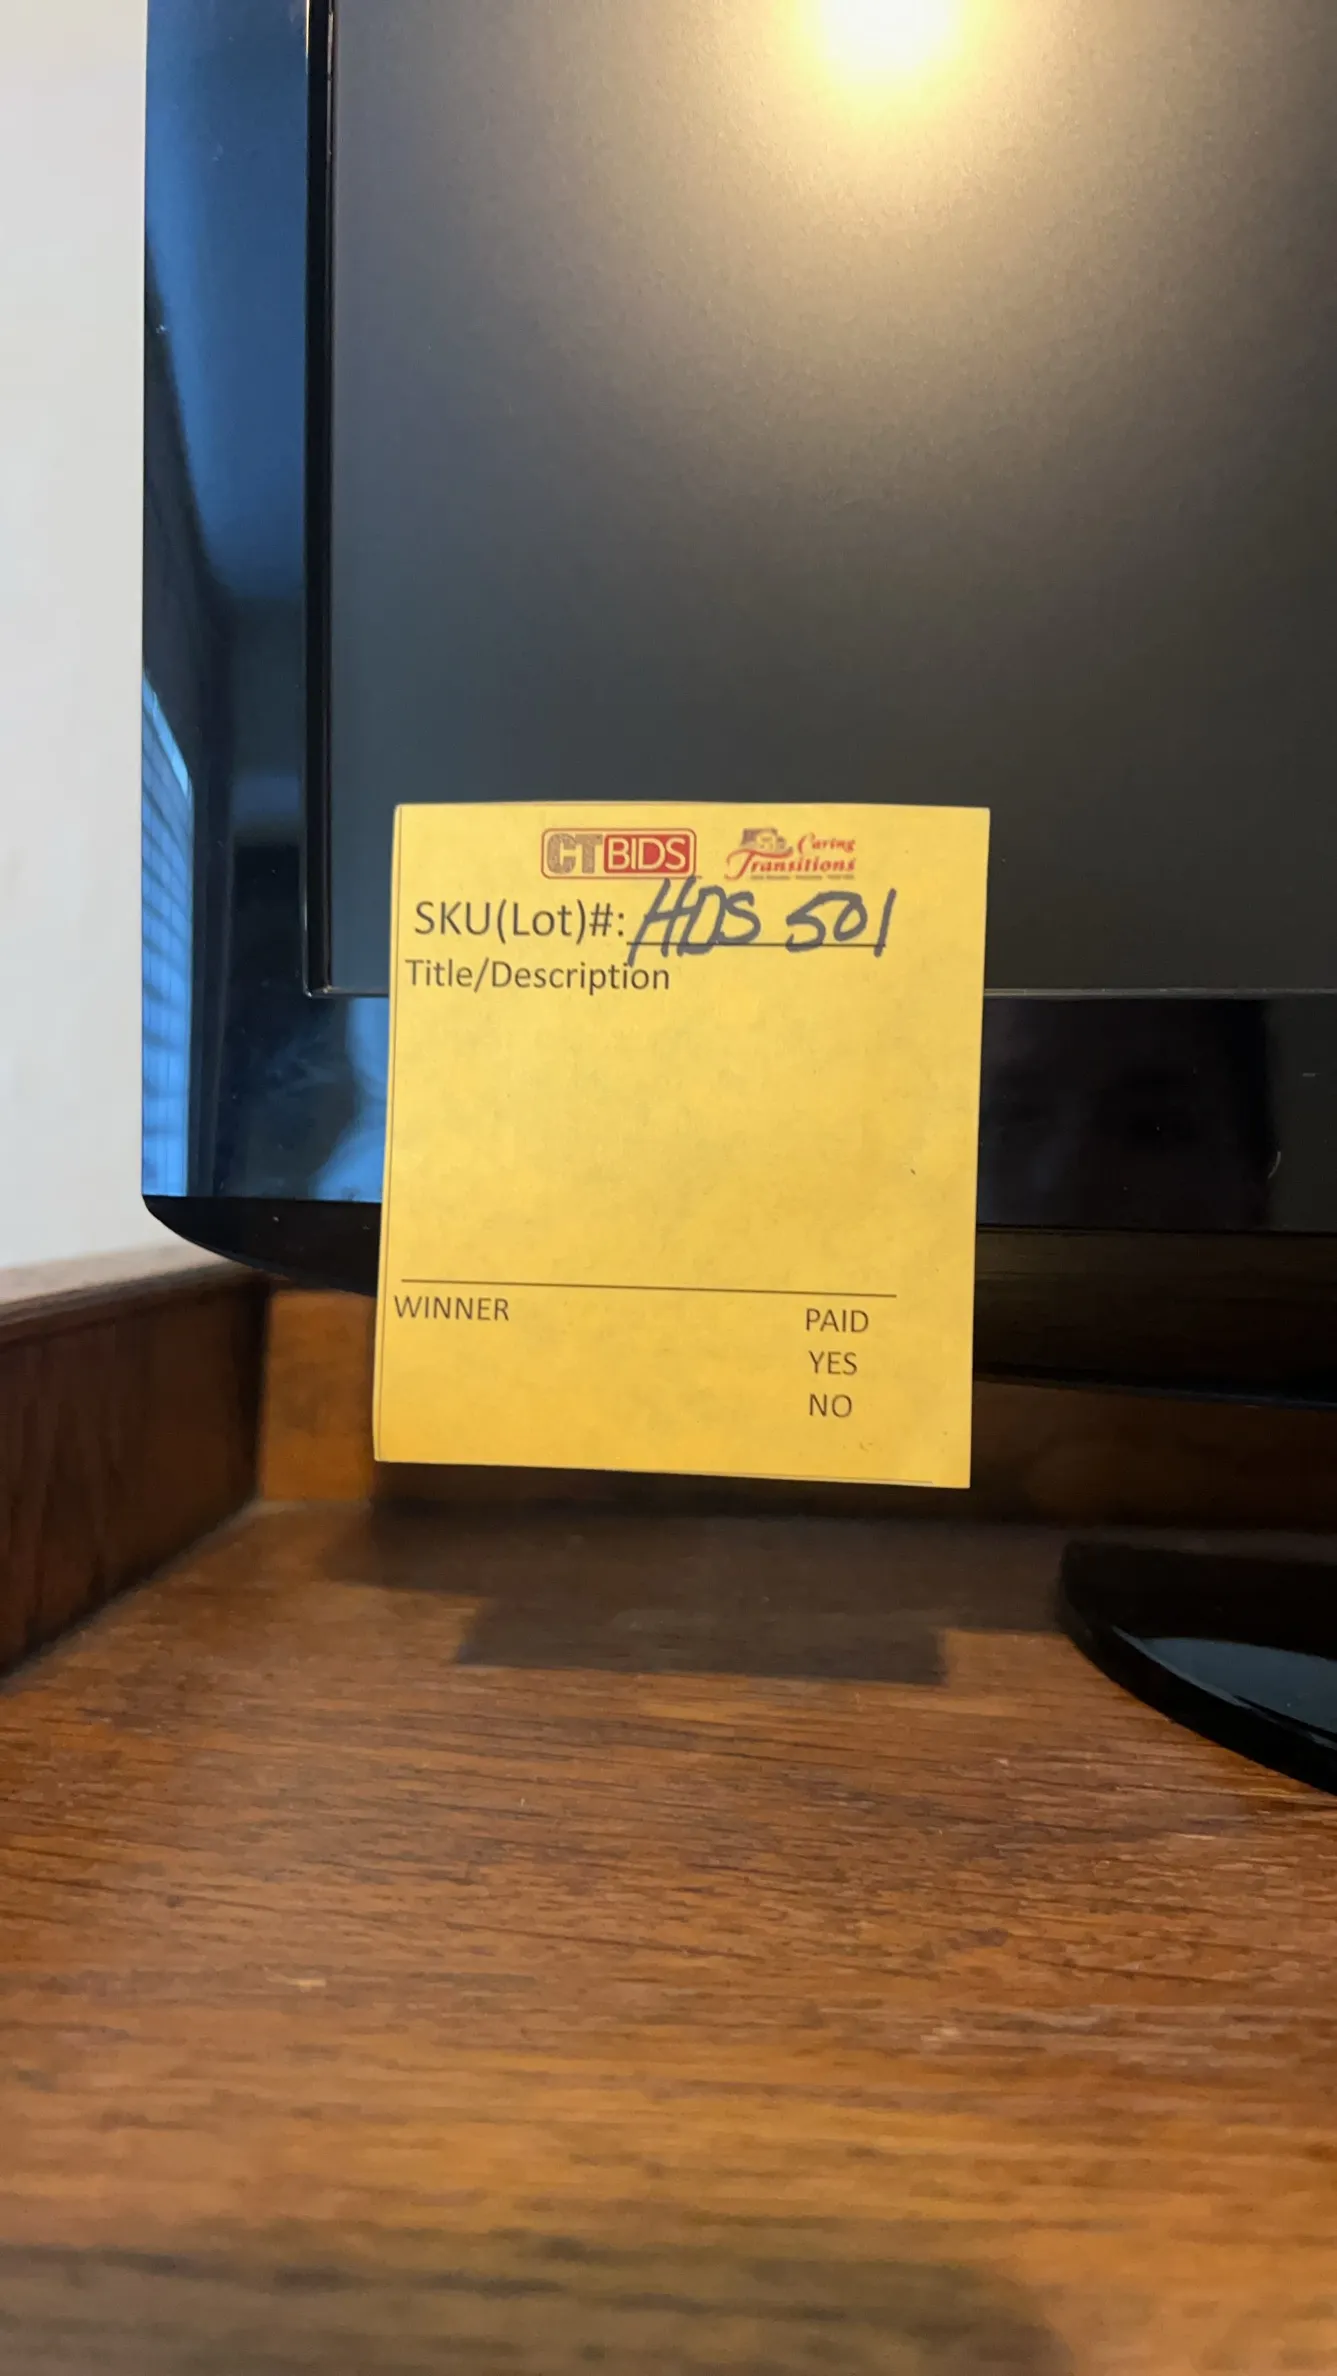 CTBIDS Caring
Transitions
SKU(Lot)#: HDS 501
Title/Description
WINNER PAID
YES
NO